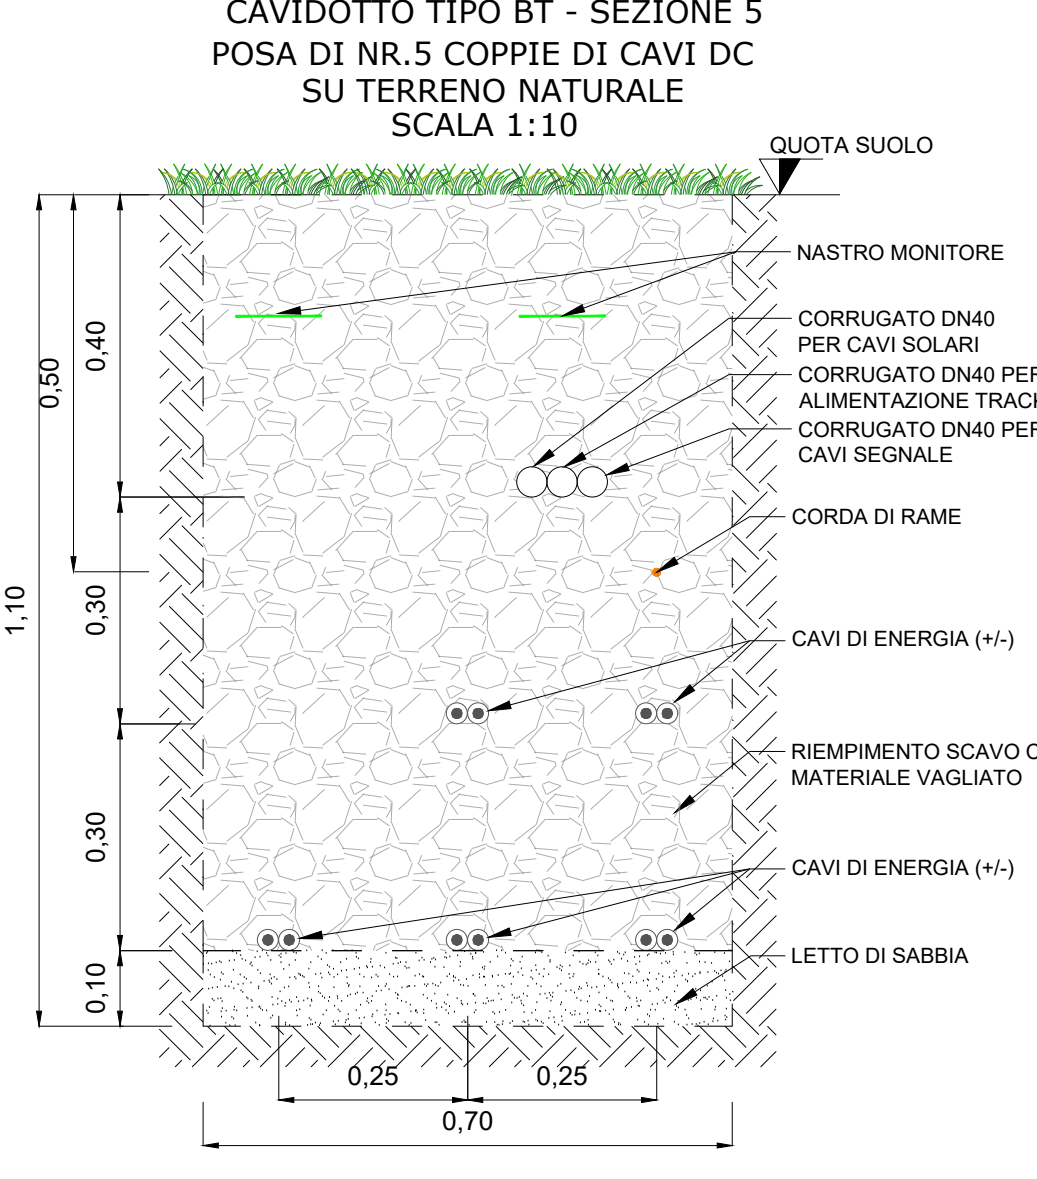 CAVIDOTTO TIPO BT - SEZIONE 5
POSA DI NR.5 COPPIE DI CAVI DC
SU TERRENO NATURALE
SCALA 1:10
QUOTA SUOLO
NASTRO MONITORE
CORRUGATO DN40
PER CAVI SOLARI
CORRUGATO DN40 PER
ALIMENTAZIONE
CORRUGATO DN40 PER
CAVI SEGNALE
CORDA DI RAME
CAVI DI ENERGIA (+/-)
RIEMPIMENTO SCAVO
MATERIALE VAGLIATO
CAVI DI ENERGIA (+/-)
LETTO DI SABBIA
0,40
0,50
0,30
1,10
0,30
0,10
0,25
0,25
0,70